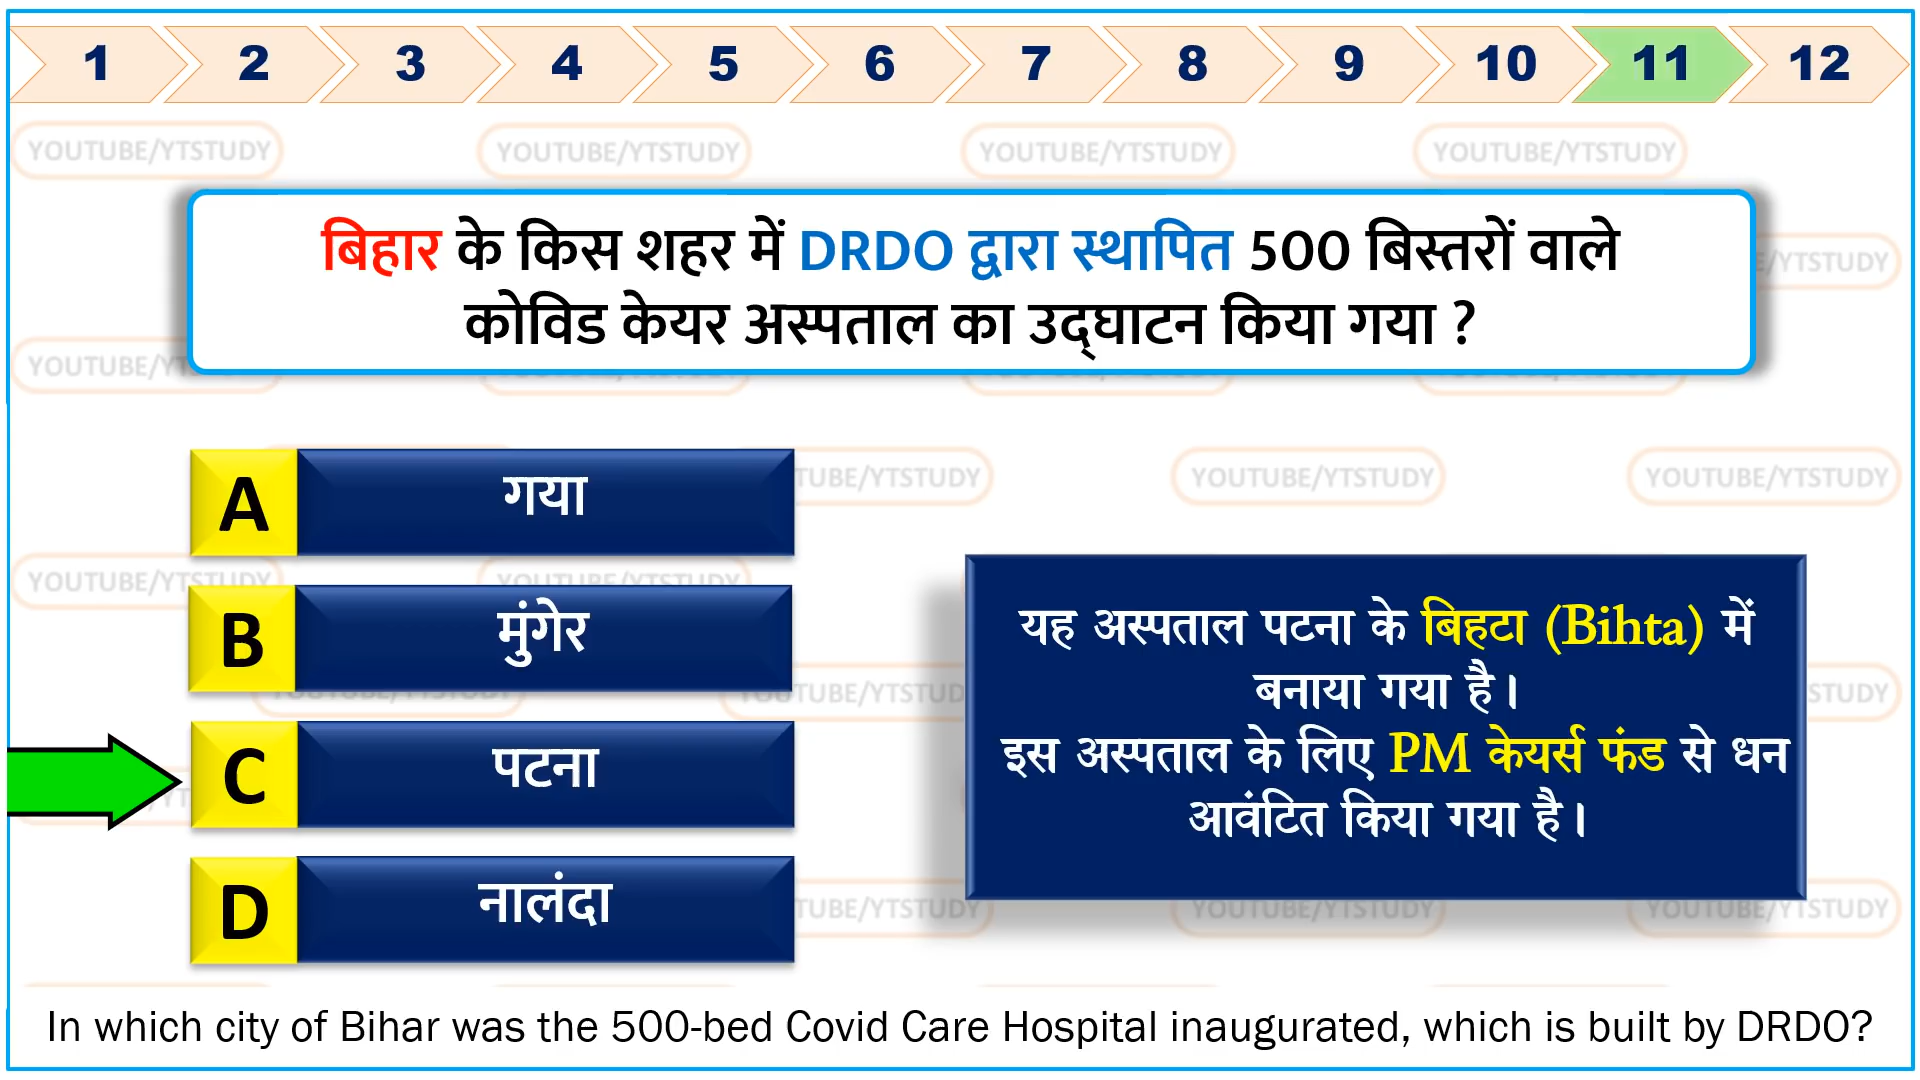 1 2 3 4 5 6 7 8 9 10 11 12
YOUTUBE/YTSTUDY YOUTUBE/YTSTUDY YOUTUBE/YTSTUDY YOUTUBE/YTSTUDY
बिहार के किस शहर में DRDO द्वारा स्थापित 500 बिस्तरों वाले
कोविड केयर अस्पताल का उद्घाटन किया गया ?
A गया
B मुंगेर
C पटना
D नालंदा
यह अस्पताल पटना के बिहटा (Bihta) में
बनाया गया है।
इस अस्पताल के लिए PM केयर्स फंड से धन
आवंटित किया गया है।
YOUTUBE/YTSTUDY YOUTUBE/YTSTUDY
In which city of Bihar was the 500-bed Covid Care Hospital inaugurated, which is built by DRDO?